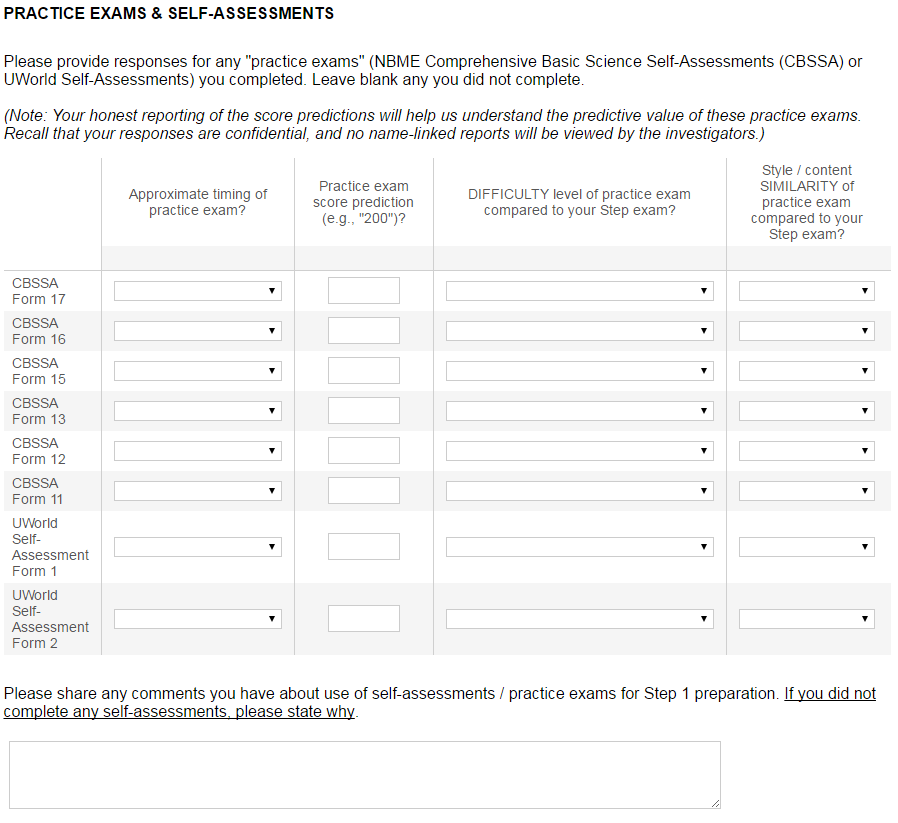 PRACTICE EXAMS & SELF-ASSESSMENTS
Please provide responses for any "practice exams" (NBME Comprehensive Basic Science Self-Assessments (CBSSA) or
UWorld Self-Assessments) you completed. Leave blank any you did not complete.
(Note: Your honest reporting of the score predictions will help us understand the predictive value of these practice exams.
Recall that your responses are confidential, and no name-linked reports will be viewed by the investigators.)
Approximate timing of
practice exam?
Practice exam
score prediction
(e.g., "200")?
DIFFICULTY level of practice exam
compared to your Step exam?
Style / content
SIMILARITY of
practice exam
compared to your
Step exam?
CBSSA
Form 17
CBSSA
Form 16
CBSSA
Form 15
CBSSA
Form 13
CBSSA
Form 12
CBSSA
Form 11
UWorld
Self-
Assessment
Form 1
UWorld
Self-
Assessment
Form 2
Please share any comments you have about use of self-assessments / practice exams for Step 1 preparation. If you did not
complete any self-assessments, please state why.